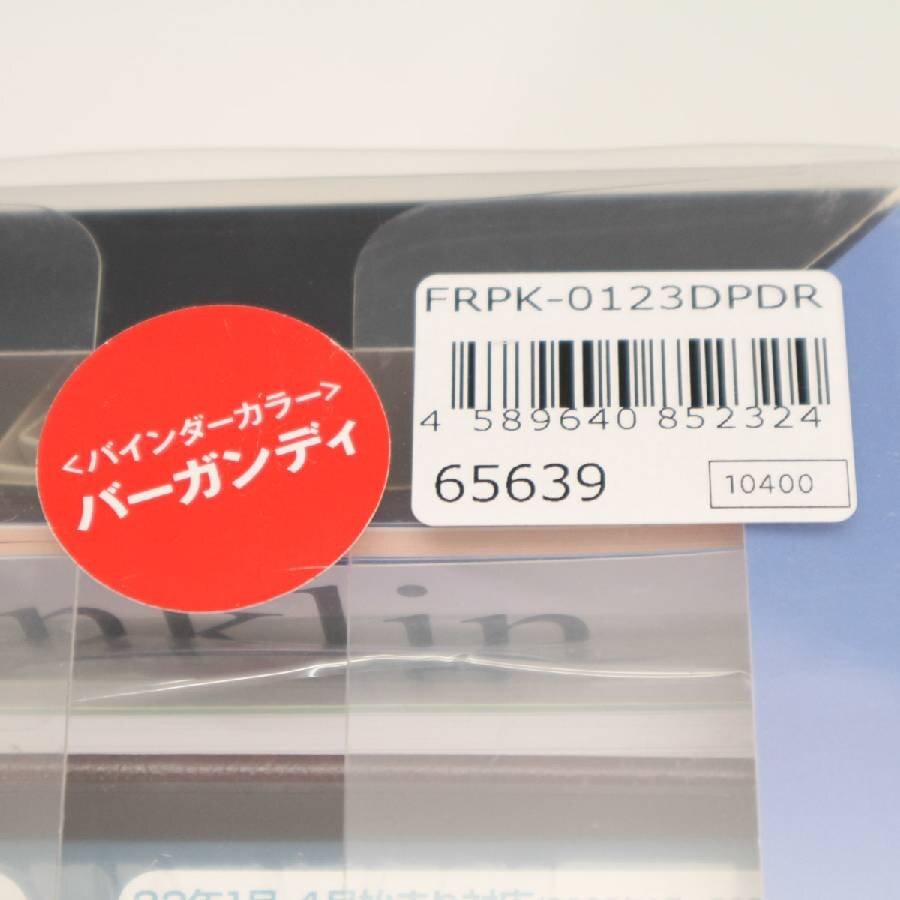 FRPK-0123DPDR
4 589640 852324
65639
10400
<バインダーカラー>
バーガンディ
nklin